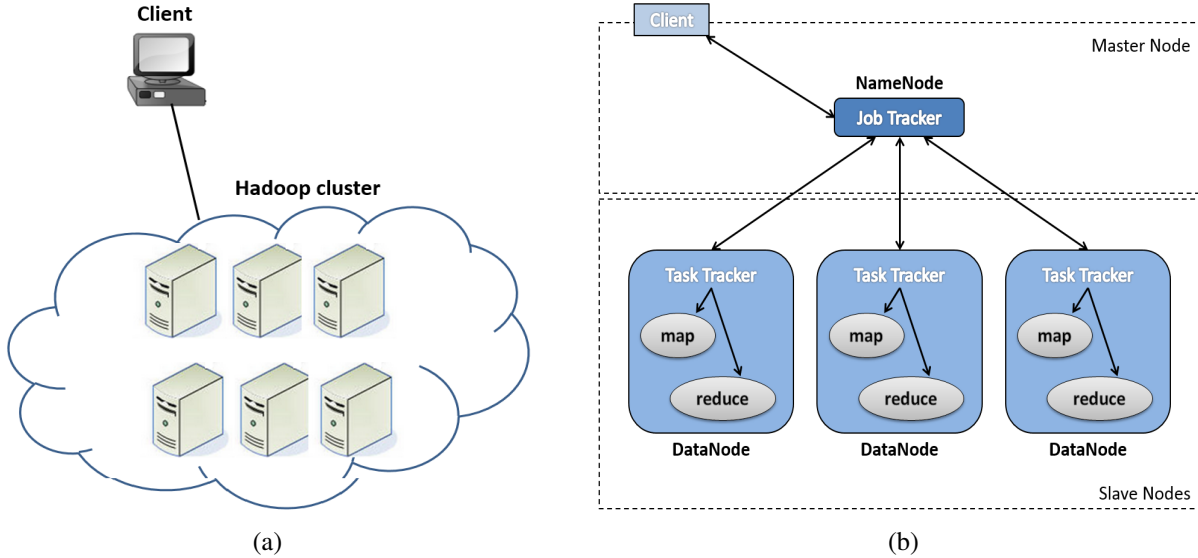 Client
Hadoop cluster
(a)
Client
Master Node
NameNode
Job Tracker
Task Tracker
map
reduce
DataNode
Task Tracker
map
reduce
DataNode
Task Tracker
map
reduce
DataNode
Slave Nodes
(b)